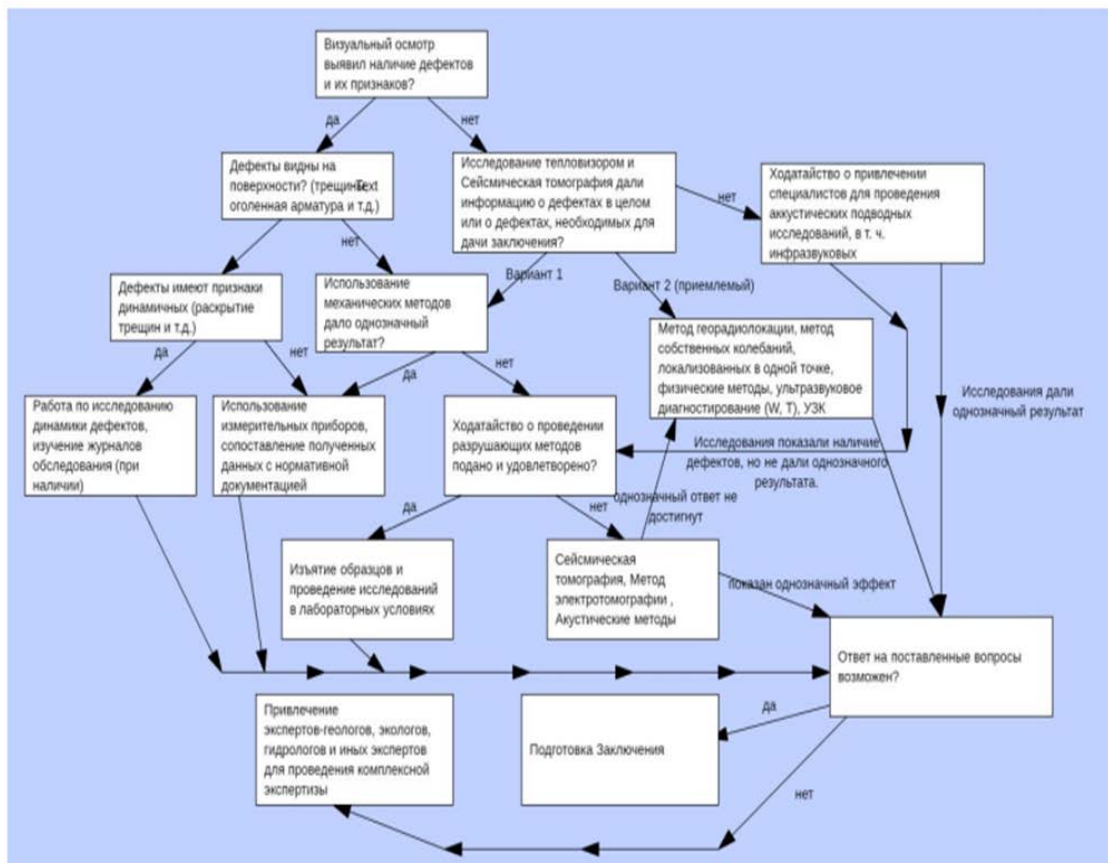 Визуальный осмотр
выявил наличие дефектов
и их признаков?
да
нет
Дефекты видны на
поверхности? (трещины,
Text
оголенная арматура и т.д.)
Исследование тепловизором и
Сейсмическая томография дали
информацию о дефектах в целом
или о дефектах, необходимых для
дачи заключения?
нет
Ходатайство о привлечении
специалистов для проведения
аккустических подводных
исследований, в т. ч.
инфразвуковых
нет
Вариант 1
Вариант 2 (приемлемый)
Дефекты имеют признаки
динамичных (раскрытие
трещин и т.д.)
Использование
механических методов
дало однозначный
результат?
Метод георадиолокации, метод
собственных колебаний,
локализованных в одной точке,
физические методы, ультразвуковое
диагностирование (W, T), УЗК
да
нет
да
нет
Исследования дали
однозначный результат
Работа по исследованию
динамики дефектов,
изучение журналов
обследования (при
наличии)
Использование
измерительных приборов,
сопоставление полученных
данных с нормативной
документацией
Ходатайство о проведении
разрушающих методов
подано и удовлетворено?
Исследования показали наличие
дефектов, но не дали однозначного
результата.
да
нет
однозначный ответ не
достигнут
Изъятие образцов и
проведение исследований
в лабораторных условиях
Сейсмическая
томография, Метод
электротомографии ,
Акустические методы
показан однозначный эффект
Ответ на поставленные вопросы
возможен?
да
Привлечение
экспертов-геологов, экологов,
гидрологов и иных экспертов
для проведения комплексной
экспертизы
Подготовка Заключения
нет